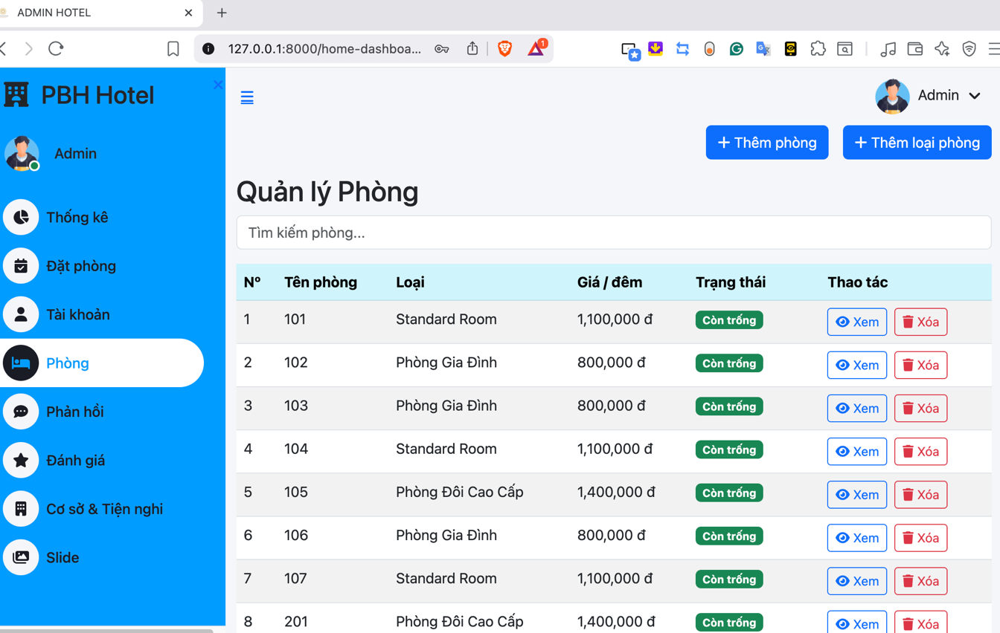 ADMIN HOTEL
127.0.0.1:8000/home-dashboa...
1
PBH Hotel
Admin
Admin
Thống kê
Đặt phòng
Tài khoản
Phòng
Phản hồi
Đánh giá
Cơ sở & Tiện nghi
Slide
+ Thêm phòng
+ Thêm loại phòng
Quản lý Phòng
Tìm kiếm phòng...
Nº Tên phòng Loại Giá / đêm Trạng thái Thao tác
1 101 Standard Room 1,100,000 đ Còn trống Xem Xóa
2 102 Phòng Gia Đình 800,000 đ Còn trống Xem Xóa
3 103 Phòng Gia Đình 800,000 đ Còn trống Xem Xóa
4 104 Standard Room 1,100,000 đ Còn trống Xem Xóa
5 105 Phòng Đôi Cao Cấp 1,400,000 đ Còn trống Xem Xóa
6 106 Phòng Gia Đình 800,000 đ Còn trống Xem Xóa
7 107 Standard Room 1,100,000 đ Còn trống Xem Xóa
8 201 Phòng Đôi Cao Cấp 1,400,000 đ Còn trống Xem Xóa